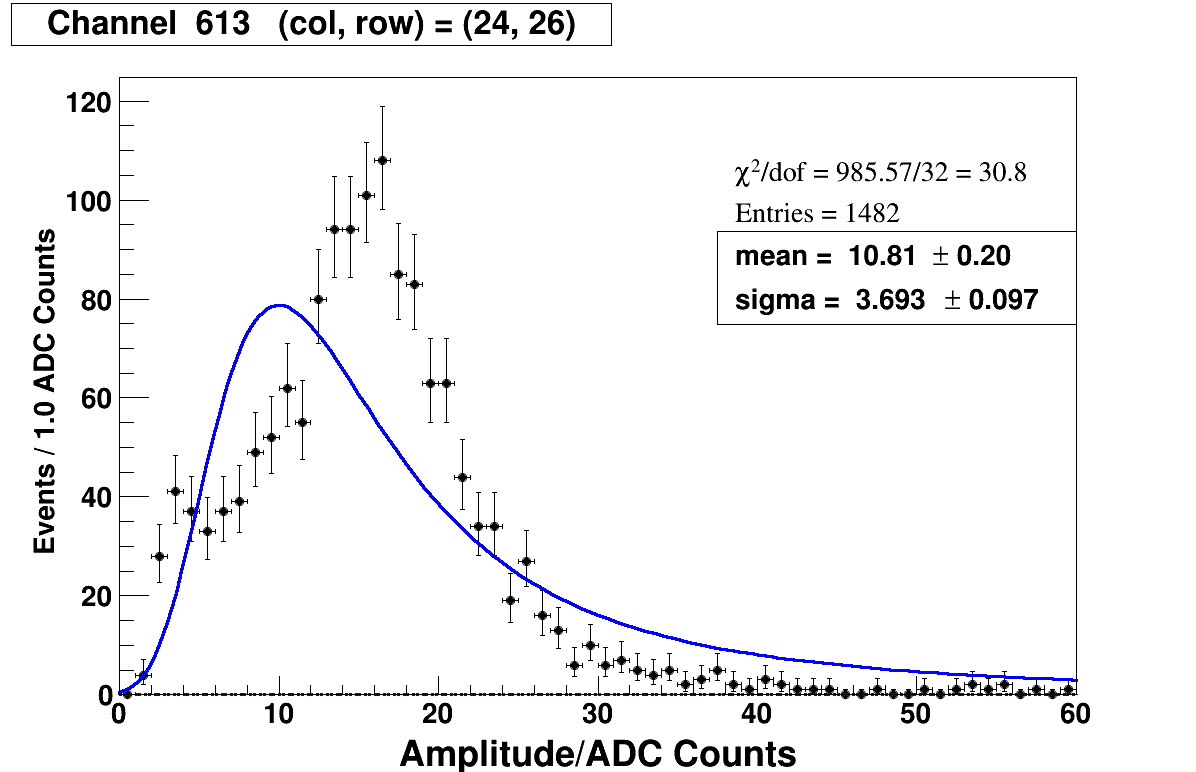 Channel 613 (col, row) = (24, 26)
χ²/dof = 985.57/32 = 30.8
Entries = 1482
mean = 10.81 ± 0.20
sigma = 3.693 ± 0.097
Events / 1.0 ADC Counts
120
100
80
60
40
20
0
0 10 20 30 40 50 60
Amplitude/ADC Counts